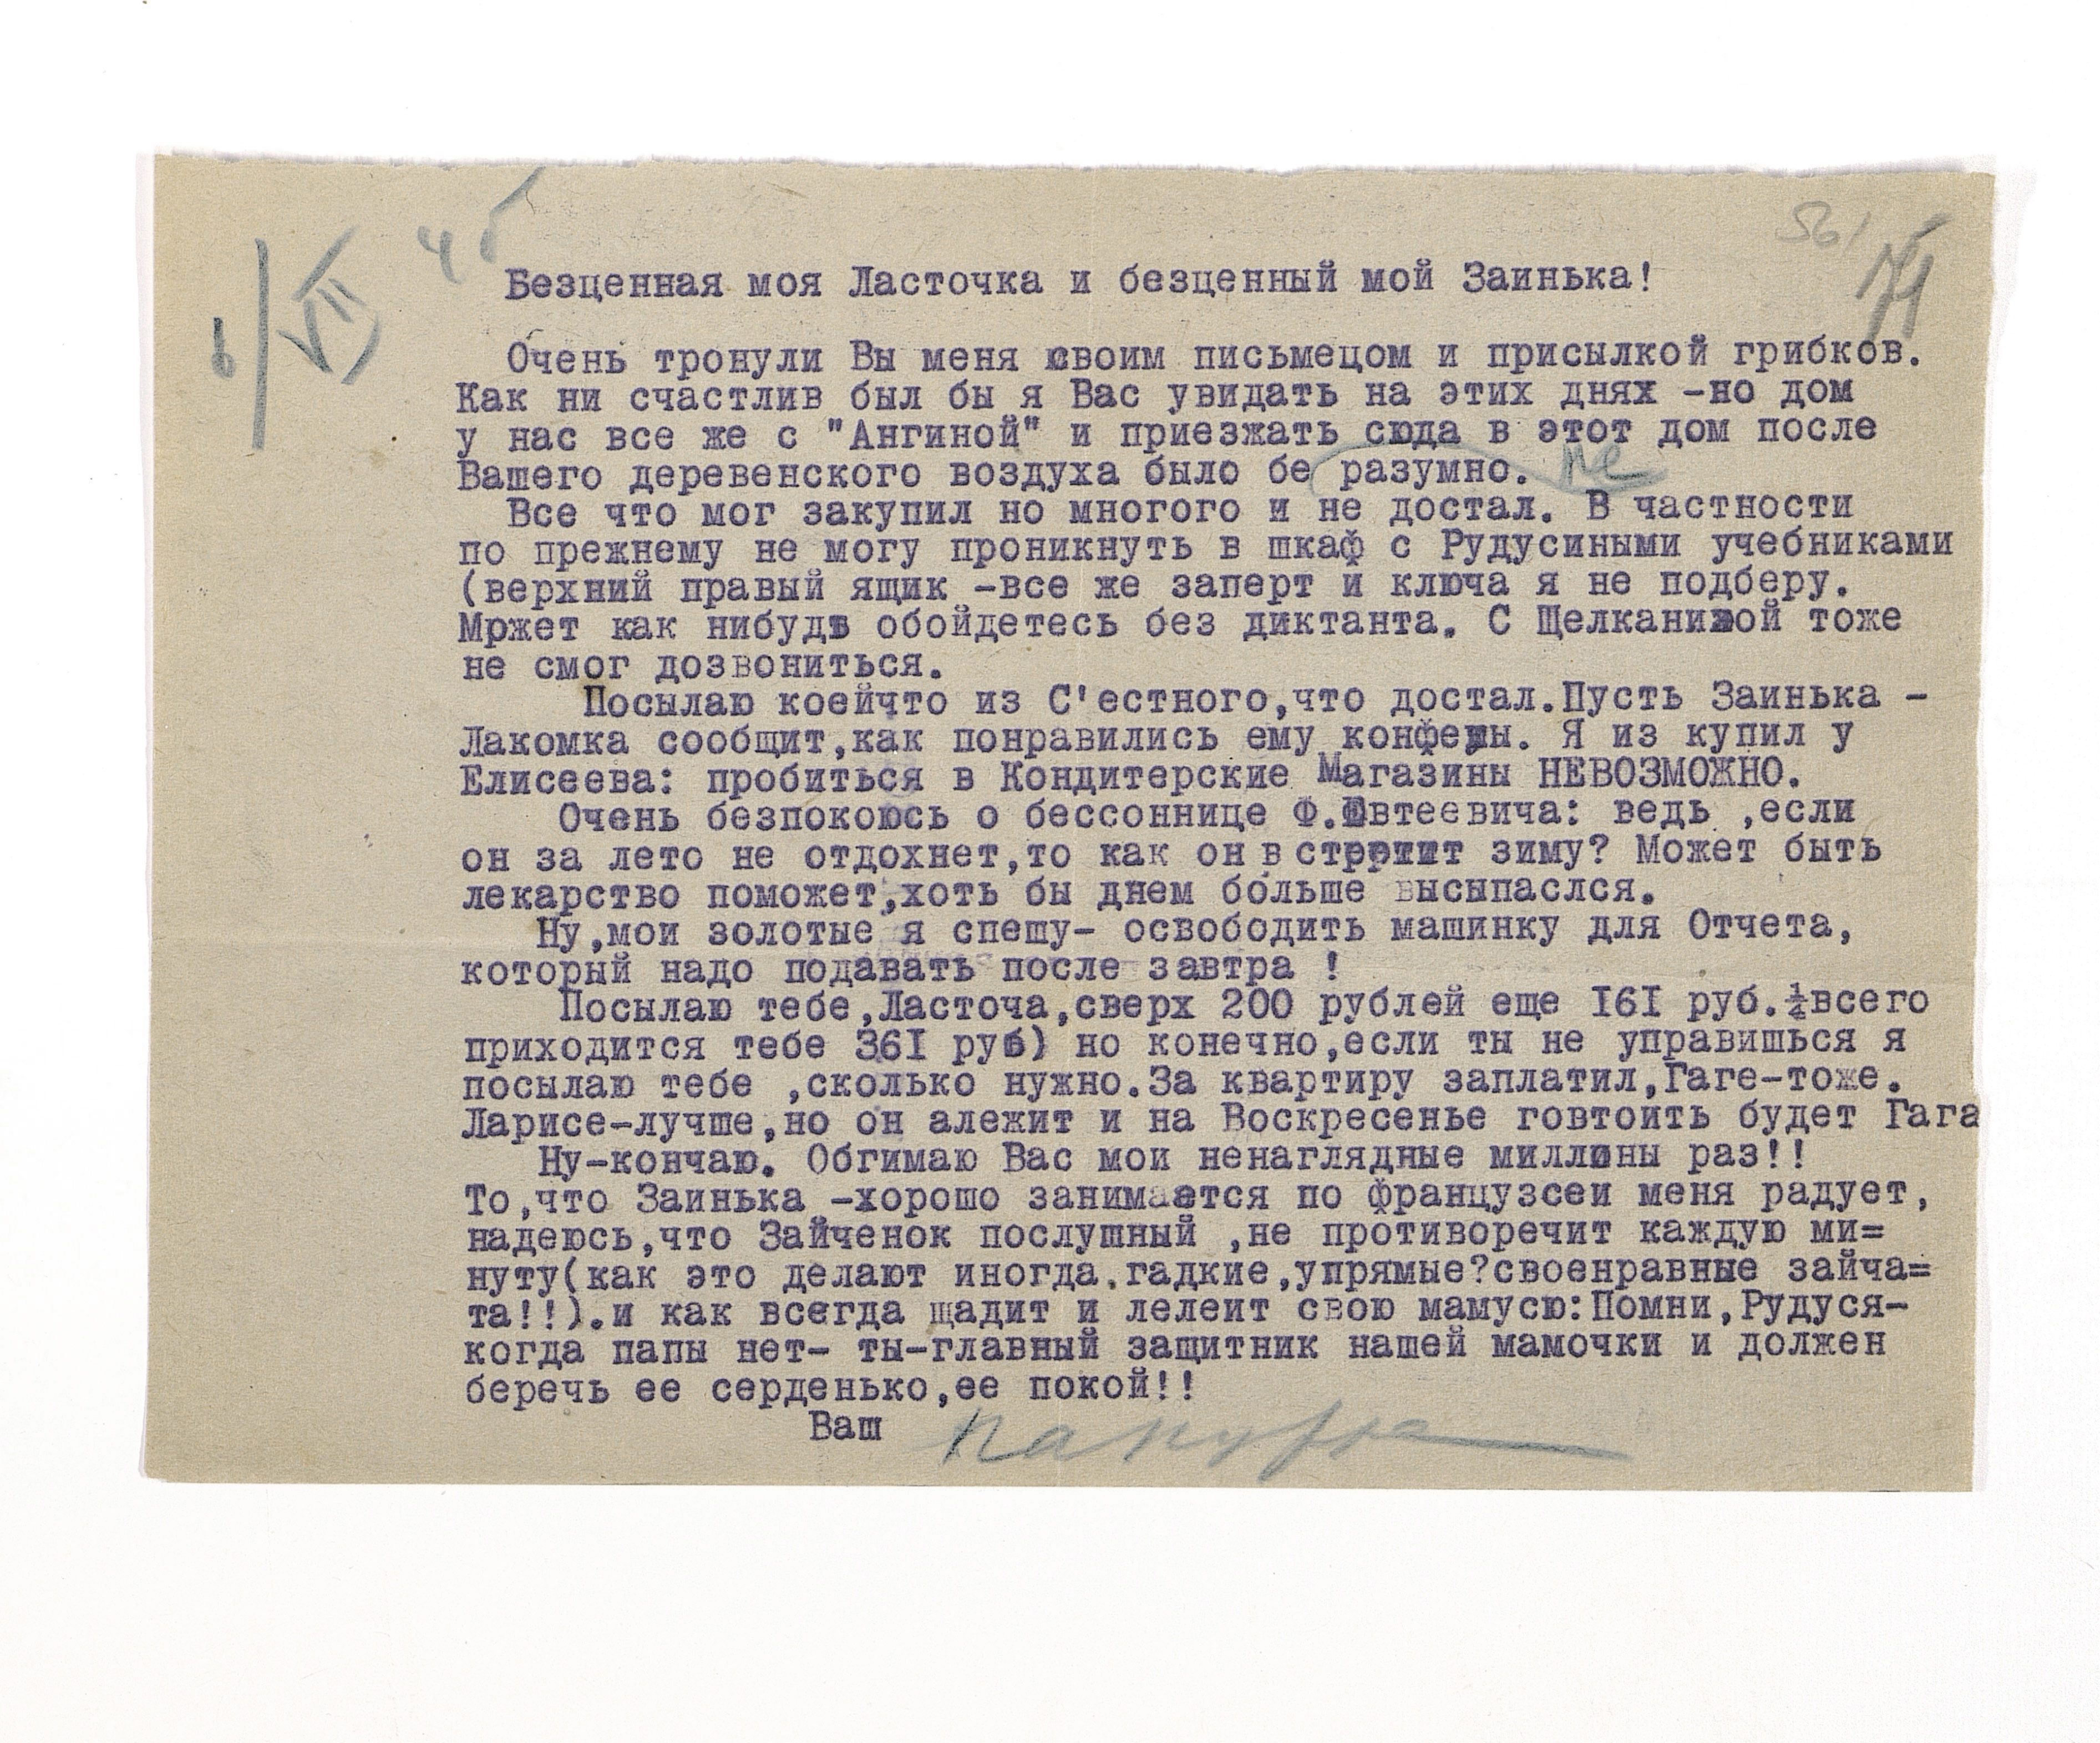 6/VII
561
Безценная моя Ласточка и безценный мой Заинька!
Очень тронули Вы меня своим письмецом и присылкой грибков.
Как ни счастлив был бы я Вас увидать на этих днях -но дом
у нас все же с "Ангиной" и приезжать сюда в этот дом после
Вашего деревенского воздуха было бе разумно. не
Все что мог закупил но многого и не достал. В частности
по прежнему не могу проникнуть в шкаф с Рудусиными учебниками
(верхний правый ящик -все же заперт и ключа я не подберу.
Мржет как нибудь обойдетесь без диктанта. С Щелканивой тоже
не смог дозвониться.
Посылаю коейчто из С'естного,что достал.Пусть Заинька -
Лакомка сообщит,как понравились ему конфеты. Я из купил у
Елисеева: пробиться в Кондитерские Магазины НЕВОЗМОЖНО.
Очень безпокоюсь о бессоннице Ф.Евтеевича: ведь ,если
он за лето не отдохнет,то как он встретит зиму? Может быть
лекарство поможет,хоть бы днем больше высыпаслся.
Ну,мои золотые я спешу- освободить машинку для Отчета,
который надо подавать после завтра !
Посылаю тебе,Ласточа,сверх 200 рублей еще I6I руб.½всего
приходится тебе 36I руб) но конечно,если ты не управишься я
посылаю тебе ,сколько нужно.За квартиру заплатил,Гаге-тоже.
Ларисе-лучше,но он алежит и на Воскресенье говтоить будет Гага
Ну-кончаю. Обгимаю Вас мои ненаглядные миллины раз!!
То,что Заинька -хорошо занимается по французсеи меня радует,
надеюсь,что Зайченок послушный ,не противоречит каждую ми=
нуту(как это делают иногда.гадкие,упрямые?своенравные зайча=
та!!).и как всегда щадит и лелеит свою мамусю:Помни,Рудуся-
когда папы нет- ты-главный защитник нашей мамочки и должен
беречь ее серденько,ее покой!!
Ваш папуся